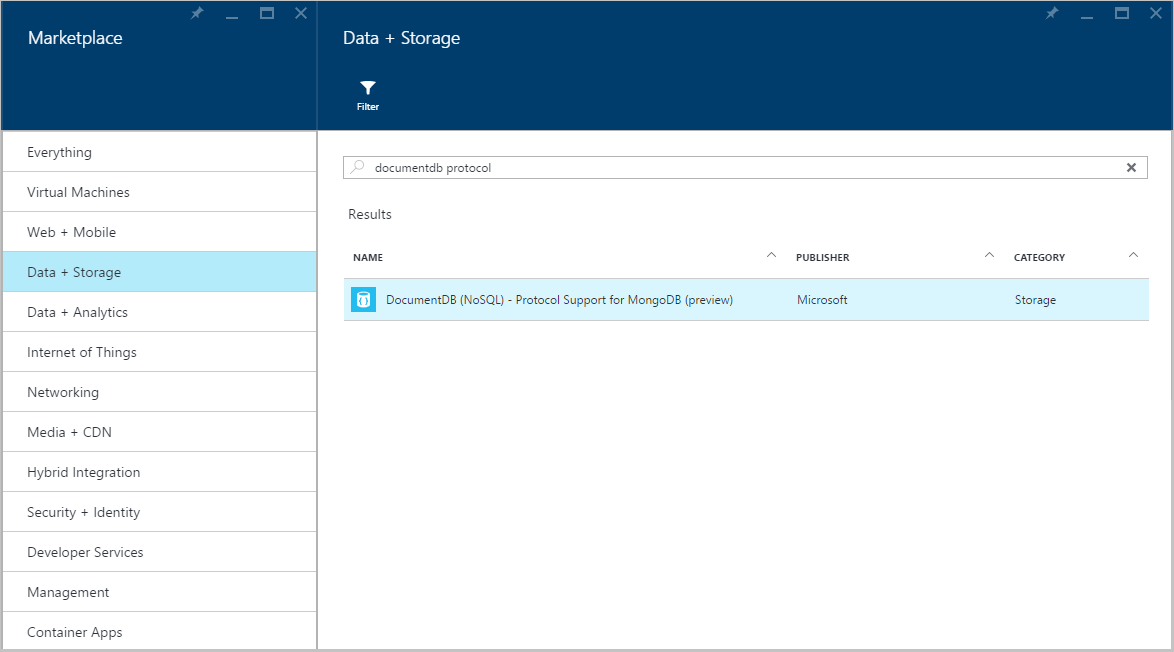 Marketplace
Everything
Virtual Machines
Web + Mobile
Data + Storage
Data + Analytics
Internet of Things
Networking
Media + CDN
Hybrid Integration
Security + Identity
Developer Services
Management
Container Apps
Data + Storage
Filter
documentdb protocol
Results
NAME PUBLISHER CATEGORY
DocumentDB (NoSQL) - Protocol Support for MongoDB (preview) Microsoft Storage